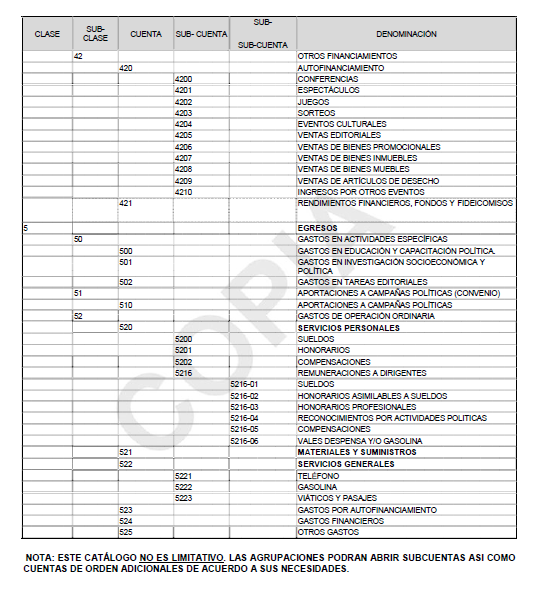 CLASE SUB-CLASE CUENTA SUB- CUENTA SUB-SUB-CUENTA DENOMINACIÓN
42 OTROS FINANCIAMIENTOS
420 AUTOFINANCIAMIENTO
4200 CONFERENCIAS
4201 ESPECTÁCULOS
4202 JUEGOS
4203 SORTEOS
4204 EVENTOS CULTURALES
4205 VENTAS EDITORIALES
4206 VENTAS DE BIENES PROMOCIONALES
4207 VENTAS DE BIENES INMUEBLES
4208 VENTAS DE BIENES MUEBLES
4209 VENTAS DE ARTÍCULOS DE DESECHO
4210 INGRESOS POR OTROS EVENTOS
421 RENDIMIENTOS FINANCIEROS, FONDOS Y FIDEICOMISOS
5 EGRESOS
50 GASTOS EN ACTIVIDADES ESPECÍFICAS
500 GASTOS EN EDUCACIÓN Y CAPACITACIÓN POLÍTICA.
501 GASTOS EN INVESTIGACIÓN SOCIOECONÓMICA Y
POLÍTICA
502 GASTOS EN TAREAS EDITORIALES
51 APORTACIONES A CAMPAÑAS POLÍTICAS (CONVENIO)
510 APORTACIONES A CAMPAÑAS POLÍTICAS
52 GASTOS DE OPERACIÓN ORDINARIA
520 SERVICIOS PERSONALES
5200 SUELDOS
5201 HONORARIOS
5202 COMPENSACIONES
5216 REMUNERACIONES A DIRIGENTES
5216-01 SUELDOS
5216-02 HONORARIOS ASIMILABLES A SUELDOS
5216-03 HONORARIOS PROFESIONALES
5216-04 RECONOCIMIENTOS POR ACTIVIDADES POLITICAS
5216-05 COMPENSACIONES
5216-06 VALES DESPENSA Y/O GASOLINA
521 MATERIALES Y SUMINISTROS
522 SERVICIOS GENERALES
5221 TELÉFONO
5222 GASOLINA
5223 VIÁTICOS Y PASAJES
523 GASTOS POR AUTOFINANCIAMIENTO
524 GASTOS FINANCIEROS
525 OTROS GASTOS
NOTA: ESTE CATÁLOGO NO ES LIMITATIVO. LAS AGRUPACIONES PODRAN ABRIR SUBCUENTAS ASI COMO
CUENTAS DE ORDEN ADICIONALES DE ACUERDO A SUS NECESIDADES.
COPIA